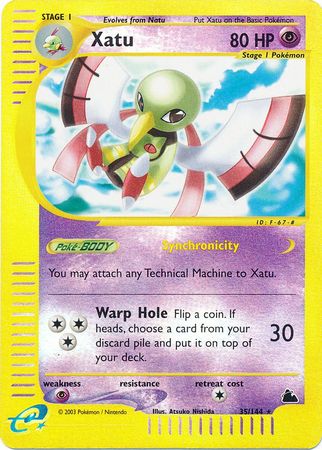 STAGE 1
Evolves from Natu
Put Xatu on the Basic Pokémon
Xatu
80 HP
Stage 1 Pokémon
ID: F-67-#
Poké-BODY
Synchronicity
You may attach any Technical Machine to Xatu.
Warp Hole Flip a coin. If
heads, choose a card from your
discard pile and put it on top of
your deck.
30
weakness
resistance
retreat cost
e
© 2003 Pokémon / Nintendo
Illus. Atsuko Nishida
35/144 ★